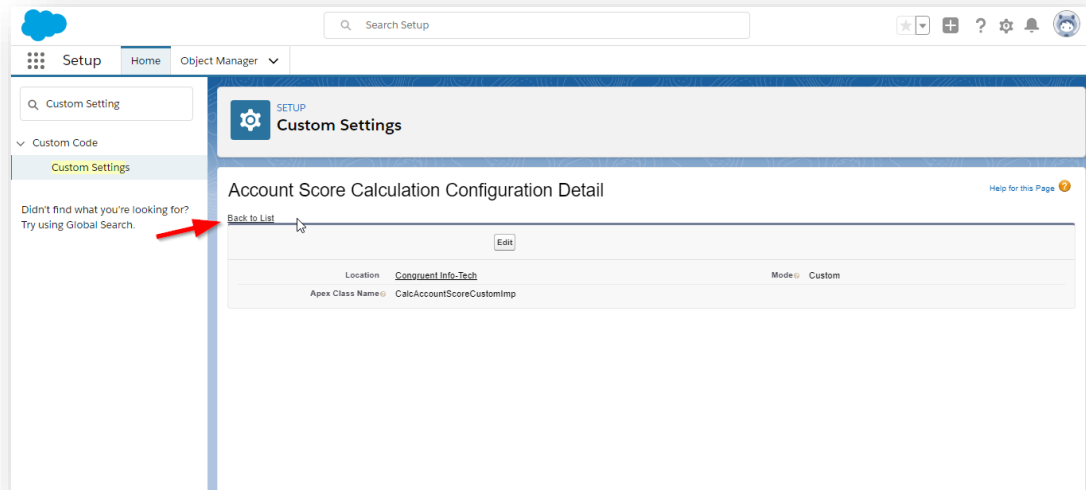 Search Setup
Setup Home Object Manager
Custom Setting
SETUP
Custom Settings
Custom Code
Custom Settings
Didn't find what you're looking for?
Try using Global Search.
Account Score Calculation Configuration Detail
Help for this Page
Back to List
Edit
Location Congruent Info-Tech Mode Custom
Apex Class Name CalcAccountScoreCustomImp